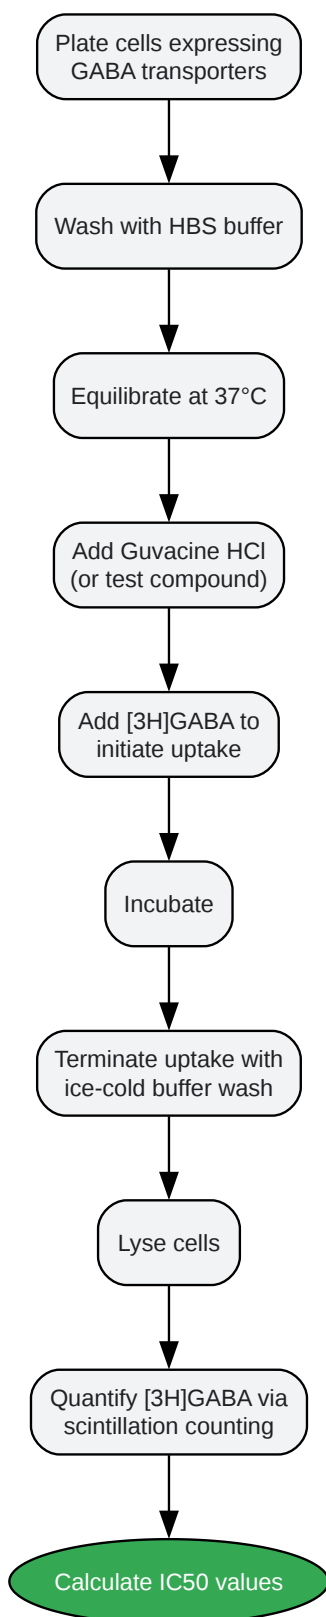 Plate cells expressing
GABA transporters
Wash with HBS buffer
Equilibrate at 37°C
Add Guvacine HCl
(or test compound)
Add [3H]GABA to
initiate uptake
Incubate
Terminate uptake with
ice-cold buffer wash
Lyse cells
Quantify [3H]GABA via
scintillation counting
Calculate IC50 values